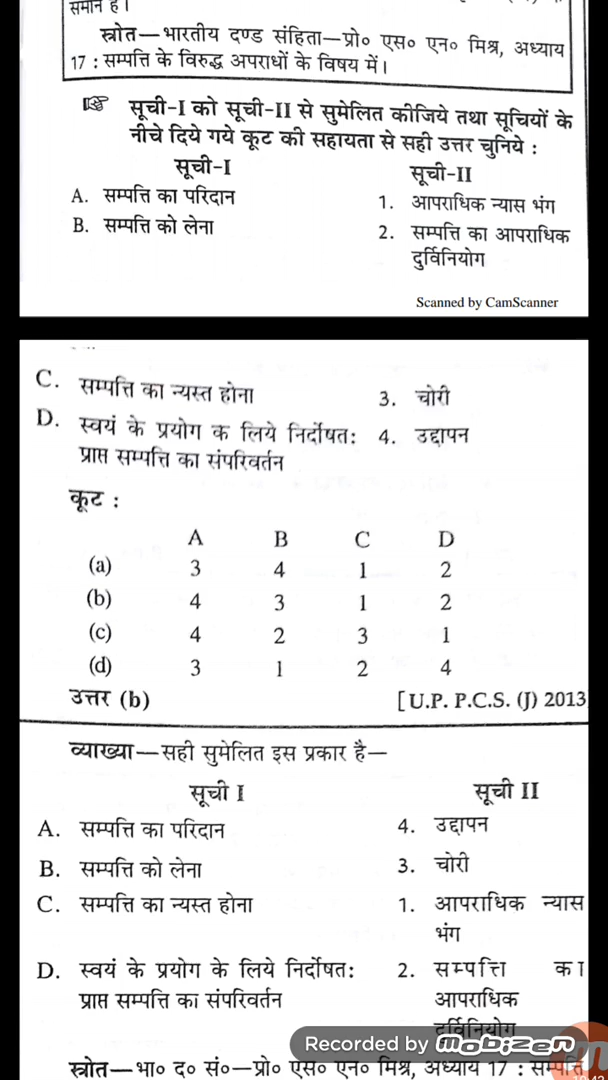 समान है।
स्रोत—भारतीय दण्ड संहिता—प्रो० एस० एन० मिश्र, अध्याय
17 : सम्पत्ति के विरुद्ध अपराधों के विषय में।
☞ सूची-I को सूची-II से सुमेलित कीजिये तथा सूचियों के
नीचे दिये गये कूट की सहायता से सही उत्तर चुनिये :
सूची-I सूची-II
A. सम्पत्ति का परिदान 1. आपराधिक न्यास भंग
B. सम्पत्ति को लेना 2. सम्पत्ति का आपराधिक
दुर्विनियोग
Scanned by CamScanner
C. सम्पत्ति का न्यस्त होना 3. चोरी
D. स्वयं के प्रयोग क लिये निर्दोषत: 4. उद्दापन
प्राप्त सम्पत्ति का संपरिवर्तन
कूट :
A B C D
(a) 3 4 1 2
(b) 4 3 1 2
(c) 4 2 3 1
(d) 3 1 2 4
उत्तर (b) [U.P. P.C.S. (J) 2013
व्याख्या—सही सुमेलित इस प्रकार है—
सूची I सूची II
A. सम्पत्ति का परिदान 4. उद्दापन
B. सम्पत्ति को लेना 3. चोरी
C. सम्पत्ति का न्यस्त होना 1. आपराधिक न्यास
भंग
D. स्वयं के प्रयोग के लिये निर्दोषत: 2. सम्पत्ति का
प्राप्त सम्पत्ति का संपरिवर्तन आपराधिक
दुर्विनियोग
Recorded by mobizen
स्त्रोत—भा० द० सं०—प्रो० एस० एन० मिश्र, अध्याय 17 : सम्पत्ति